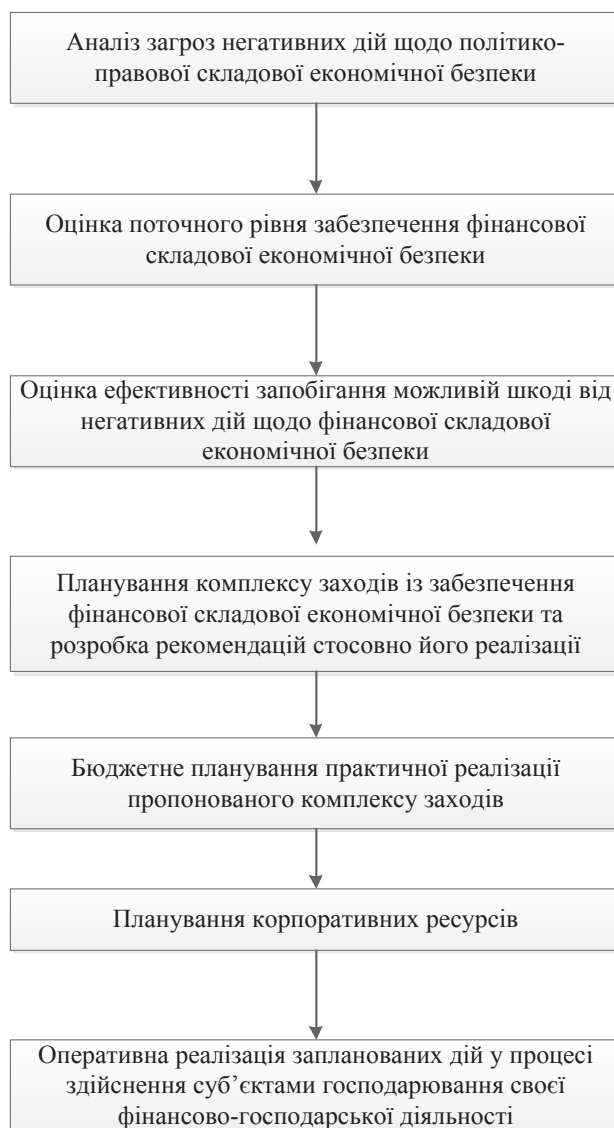 Аналіз загроз негативних дій щодо політико-
правової складової економічної безпеки
Оцінка поточного рівня забезпечення фінансової
складової економічної безпеки
Оцінка ефективності запобігання можливій шкоді від
негативних дій щодо фінансової складової
економічної безпеки
Планування комплексу заходів із забезпечення
фінансової складової економічної безпеки та
розробка рекомендацій стосовно його реалізації
Бюджетне планування практичної реалізації
пропонованого комплексу заходів
Планування корпоративних ресурсів
Оперативна реалізація запланованих дій у процесі
здійснення суб’єктами господарювання своєї
фінансово-господарської діяльності